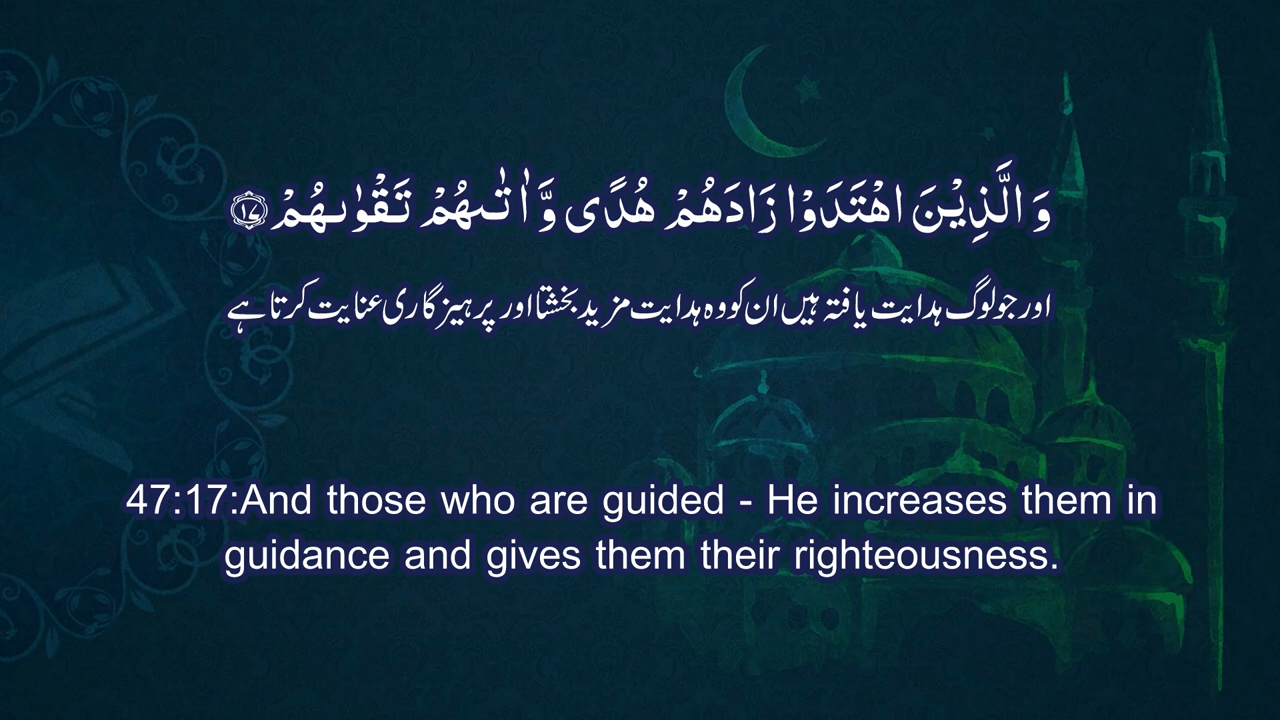 وَ الَّذِيْنَ اهْتَدَوْا زَادَهُمْ هُدًى وَّ اٰتٰىهُمْ تَقْوٰىهُمْ ۝۱۷
اور جو لوگ ہدایت یافتہ ہیں ان کو وہ ہدایت مزید بخشتا اور پرہیزگاری عنایت کرتا ہے
47:17:And those who are guided - He increases them in
guidance and gives them their righteousness.